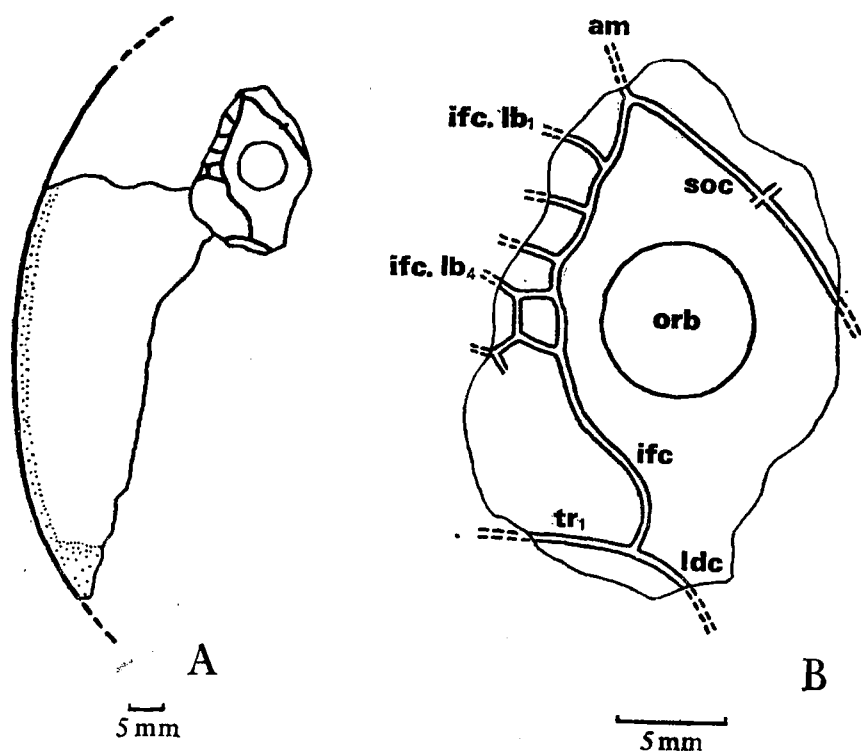 am
ifc. lb₁
soc
ifc. lb₄
orb
ifc
tr₁
ldc
A
B
5 mm
5 mm